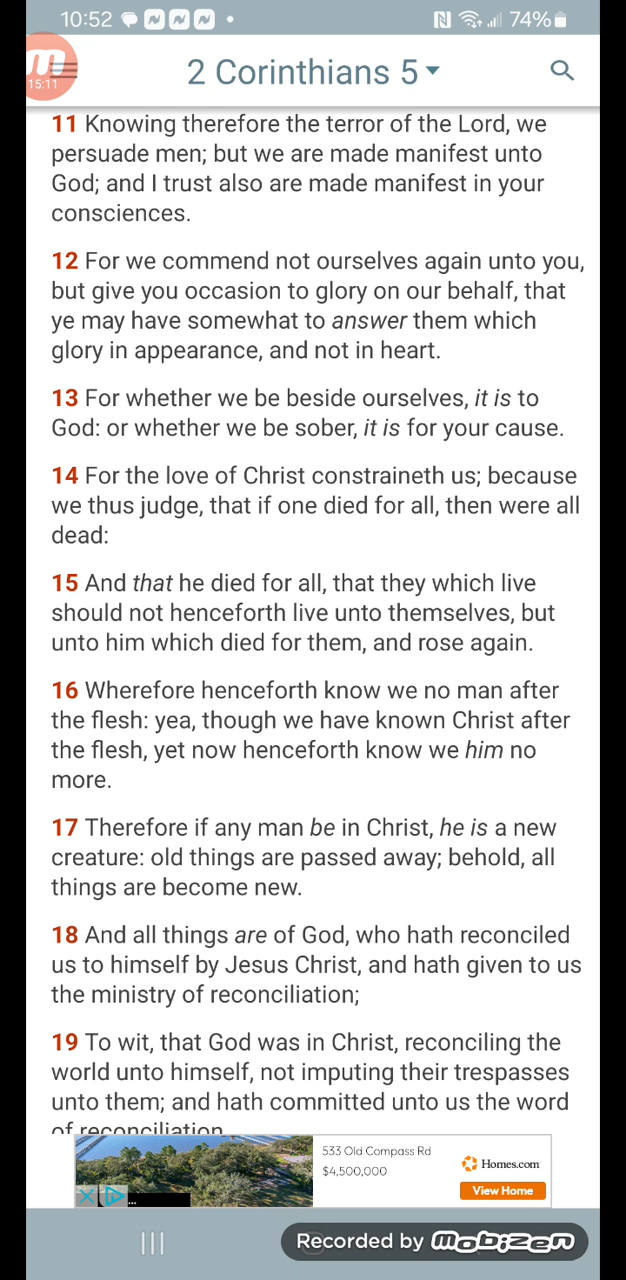 10:52 74%
15:11
2 Corinthians 5
11 Knowing therefore the terror of the Lord, we
persuade men; but we are made manifest unto
God; and I trust also are made manifest in your
consciences.
12 For we commend not ourselves again unto you,
but give you occasion to glory on our behalf, that
ye may have somewhat to answer them which
glory in appearance, and not in heart.
13 For whether we be beside ourselves, it is to
God: or whether we be sober, it is for your cause.
14 For the love of Christ constraineth us; because
we thus judge, that if one died for all, then were all
dead:
15 And that he died for all, that they which live
should not henceforth live unto themselves, but
unto him which died for them, and rose again.
16 Wherefore henceforth know we no man after
the flesh: yea, though we have known Christ after
the flesh, yet now henceforth know we him no
more.
17 Therefore if any man be in Christ, he is a new
creature: old things are passed away; behold, all
things are become new.
18 And all things are of God, who hath reconciled
us to himself by Jesus Christ, and hath given to us
the ministry of reconciliation;
19 To wit, that God was in Christ, reconciling the
world unto himself, not imputing their trespasses
unto them; and hath committed unto us the word
of reconciliation
533 Old Compass Rd
$4,500,000
Homes.com
View Home
...
Recorded by mobizen